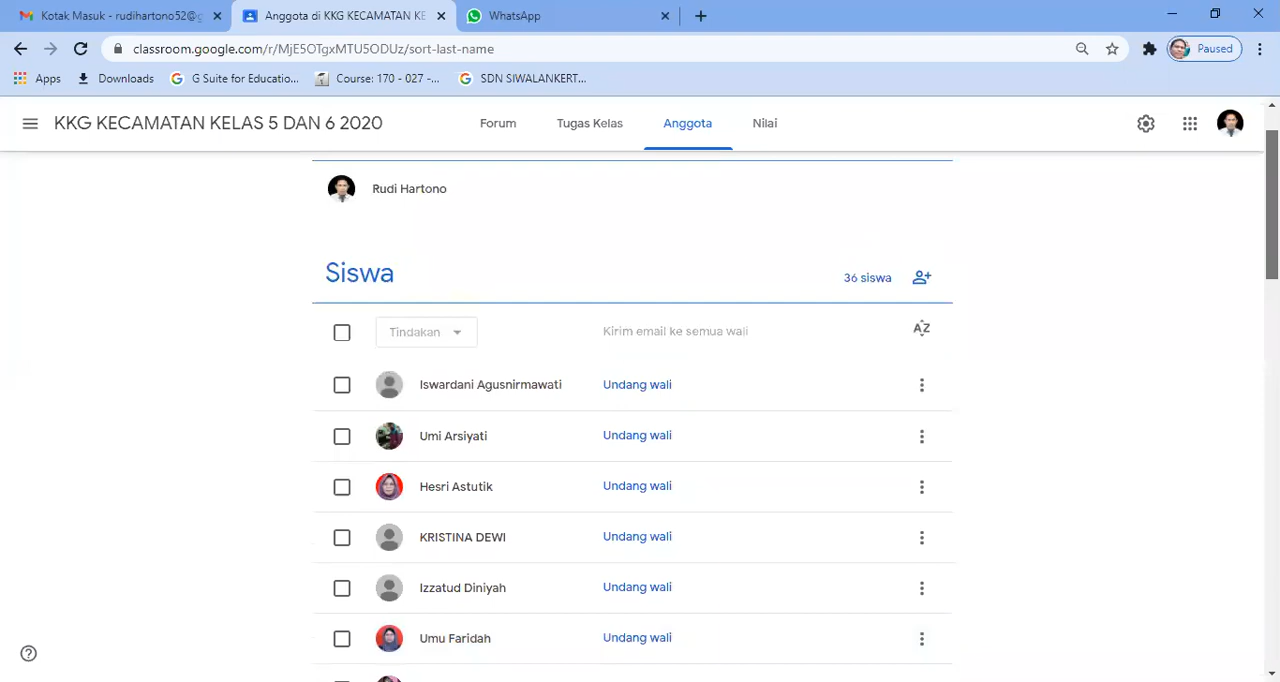 Kotak Masuk - rudihartono52@g
Anggota di KKG KECAMATAN KE
WhatsApp
classroom.google.com/r/MjE5OTgxMTU5ODUz/sort-last-name
Paused
Apps
Downloads
G Suite for Educatio...
Course: 170 - 027 -...
SDN SIWALANKERT...
KKG KECAMATAN KELAS 5 DAN 6 2020
Forum
Tugas Kelas
Anggota
Nilai
Rudi Hartono
Siswa
36 siswa
Tindakan
Kirim email ke semua wali
AZ
Iswardani Agusnirmawati
Undang wali
Umi Arsiyati
Undang wali
Hesri Astutik
Undang wali
KRISTINA DEWI
Undang wali
Izzatud Diniyah
Undang wali
Umu Faridah
Undang wali